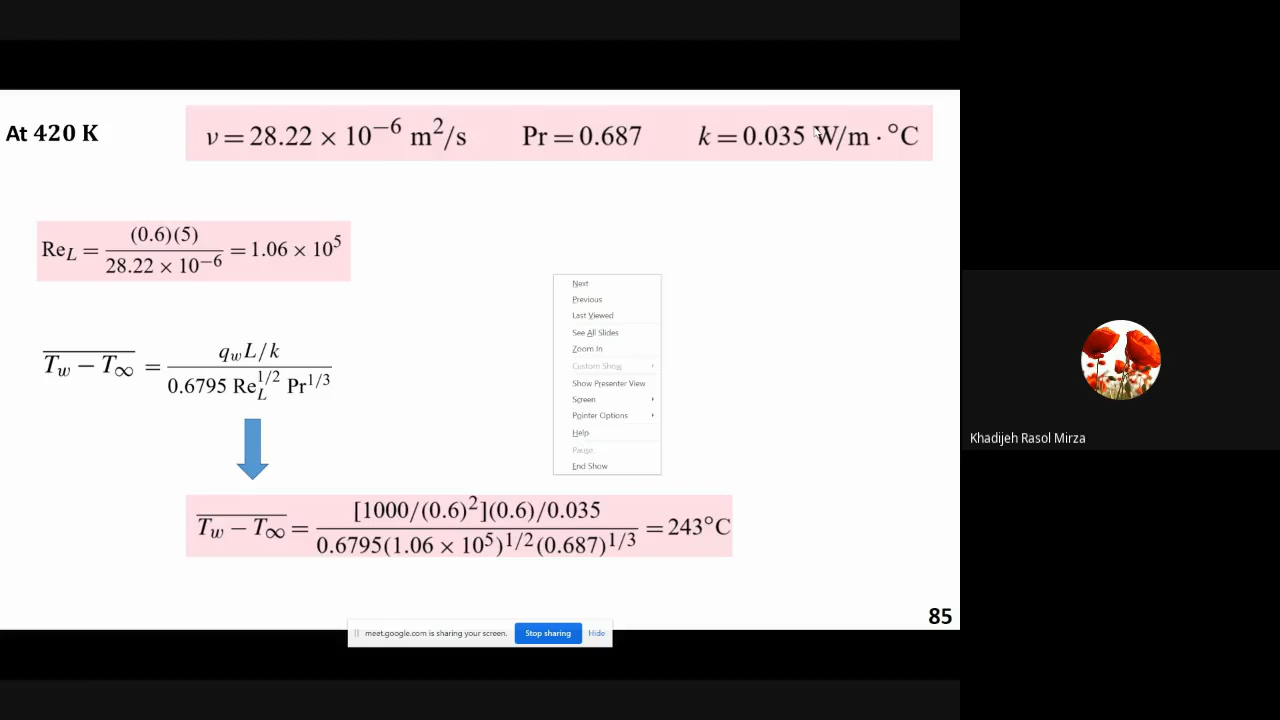 At 420 K
ν = 28.22 × 10⁻⁶ m²/s Pr = 0.687 k = 0.035 W/m · °C
Re_L = (0.6)(5) / 28.22 × 10⁻⁶ = 1.06 × 10⁵
T_w − T_∞ = q_w L/k / 0.6795 Re_L^1/2 Pr^1/3
Next
Previous
Last Viewed
See All Slides
Zoom In
Custom Show
Show Presenter View
Screen
Pointer Options
Help
Pause
End Show
T_w − T_∞ = [1000/(0.6)²](0.6)/0.035 / 0.6795(1.06 × 10⁵)^1/2(0.687)^1/3 = 243°C
85
meet.google.com is sharing your screen. Stop sharing Hide
Khadijeh Rasol Mirza